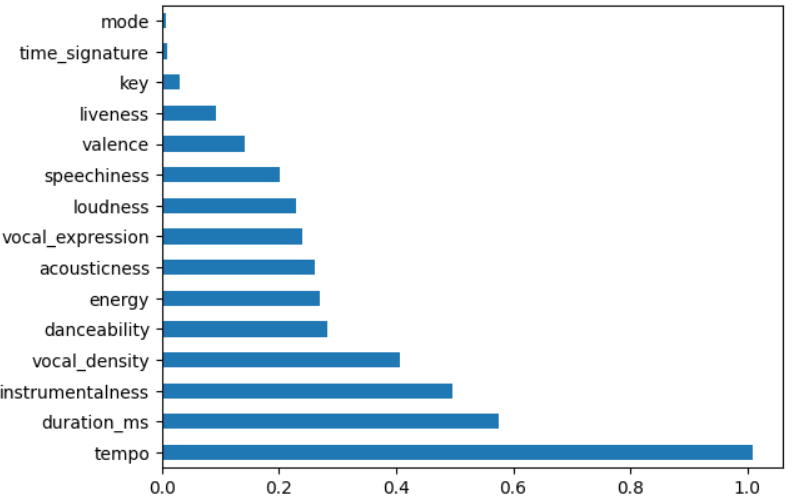 mode
time_signature
key
liveness
valence
speechiness
loudness
vocal_expression
acousticness
energy
danceability
vocal_density
instrumentalness
duration_ms
tempo
0.0 0.2 0.4 0.6 0.8 1.0